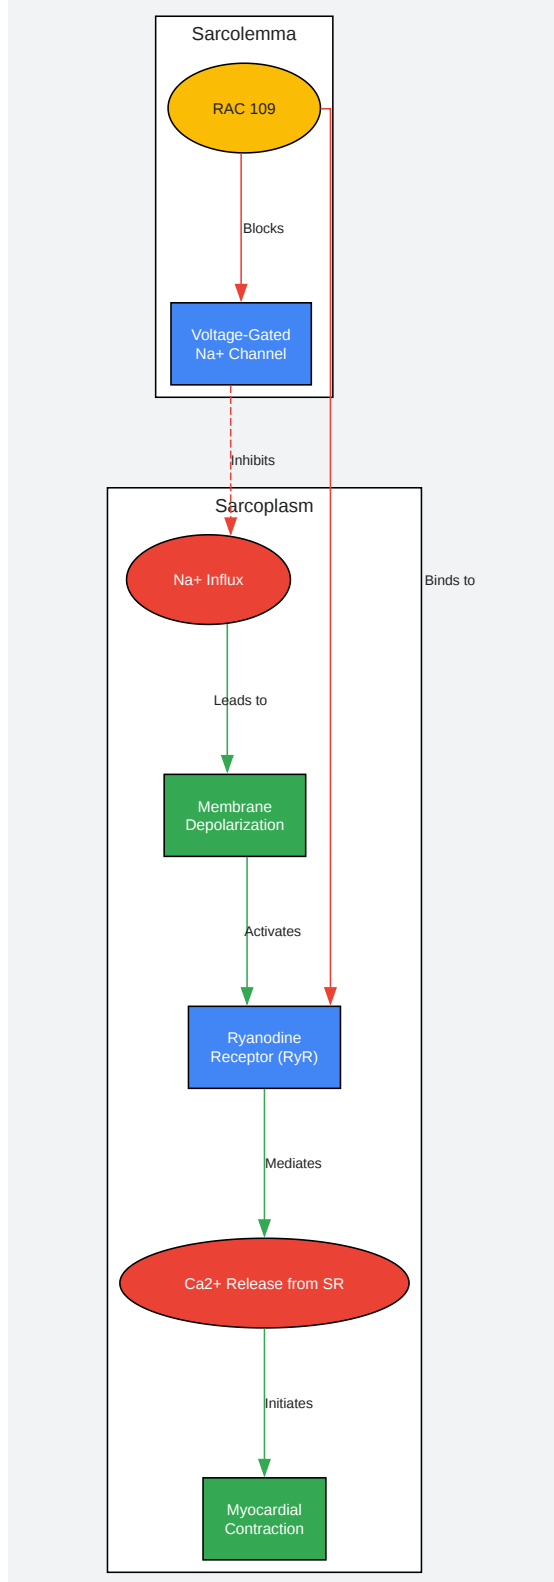 Sarcolemma
RAC 109
Blocks
Voltage-Gated
Na+ Channel
Inhibits
Sarcoplasm
Na+ Influx
Binds to
Leads to
Membrane
Depolarization
Activates
Ryanodine
Receptor (RyR)
Mediates
Ca2+ Release from SR
Initiates
Myocardial
Contraction